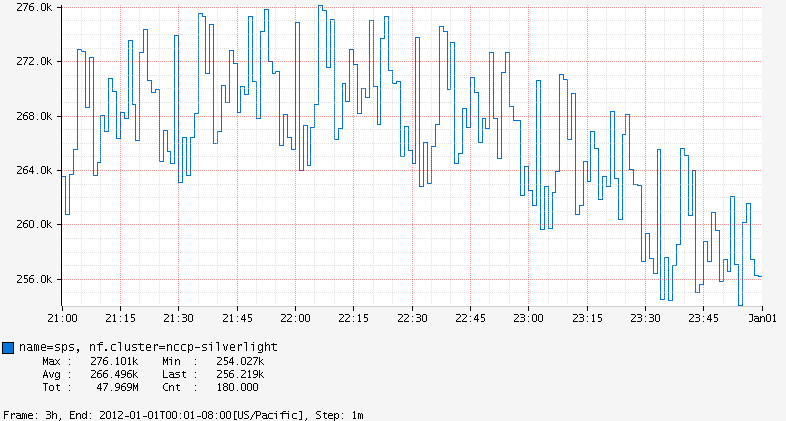 276.0k
272.0k
268.0k
264.0k
260.0k
256.0k
21:00 21:15 21:30 21:45 22:00 22:15 22:30 22:45 23:00 23:15 23:30 23:45 Jan01
name=sps, nf.cluster=nccp-silverlight
Max : 276.101k Min : 254.027k
Avg : 266.496k Last : 256.219k
Tot : 47.969M Cnt : 180.000
Frame: 3h, End: 2012-01-01T00:01-08:00[US/Pacific], Step: 1m